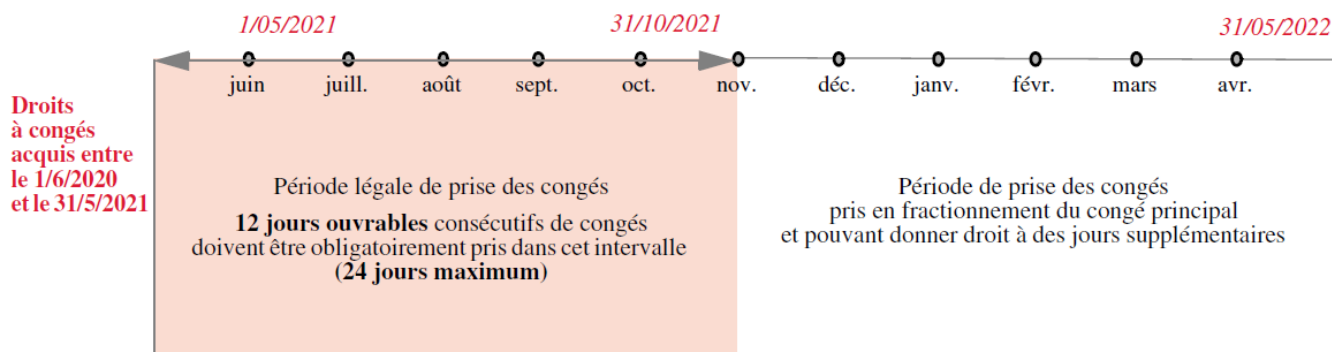 1/05/2021 31/10/2021 31/05/2022
juin juill. août sept. oct. nov. déc. janv. févr. mars avr.
Droits
à congés
acquis entre
le 1/6/2020
et le 31/5/2021
Période légale de prise des congés
12 jours ouvrables consécutifs de congés
doivent être obligatoirement pris dans cet intervalle
(24 jours maximum)
Période de prise des congés
pris en fractionnement du congé principal
et pouvant donner droit à des jours supplémentaires